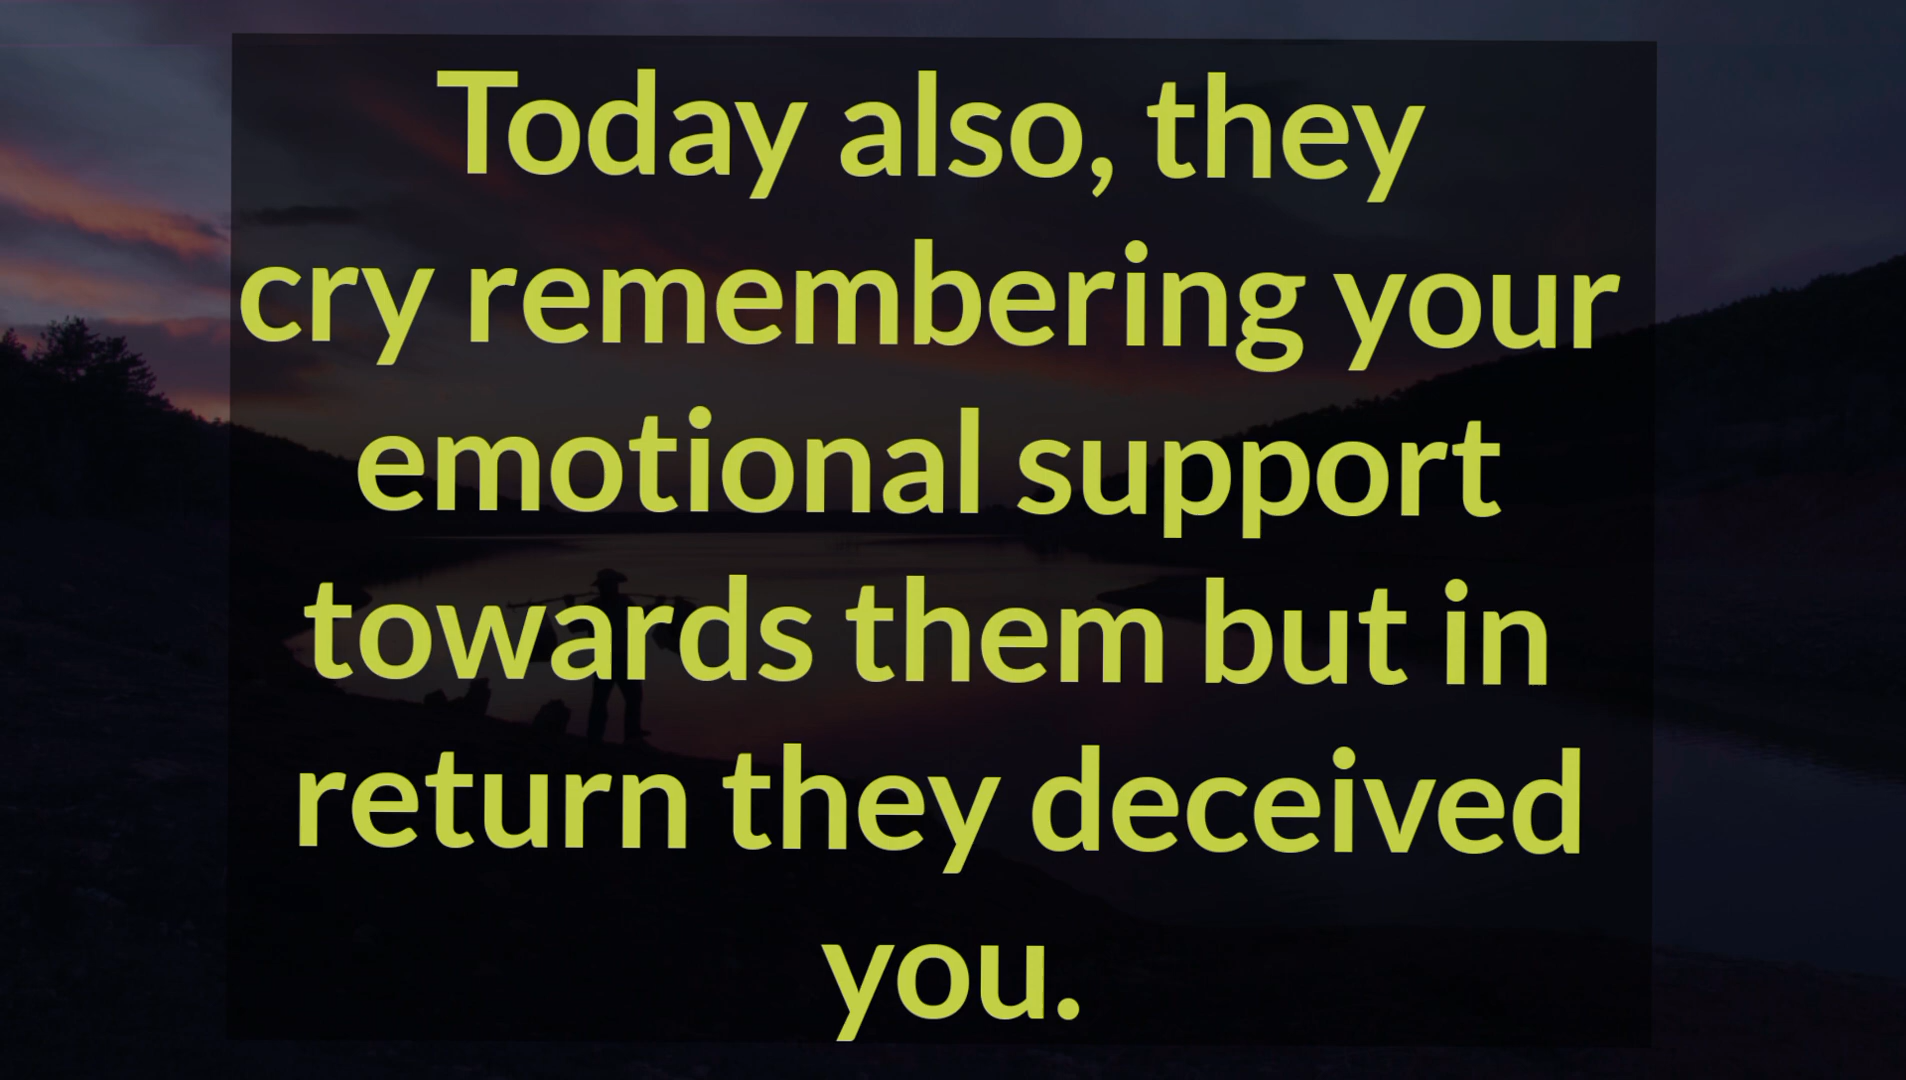 Today also, they
cry remembering your
emotional support
towards them but in
return they deceived
you.